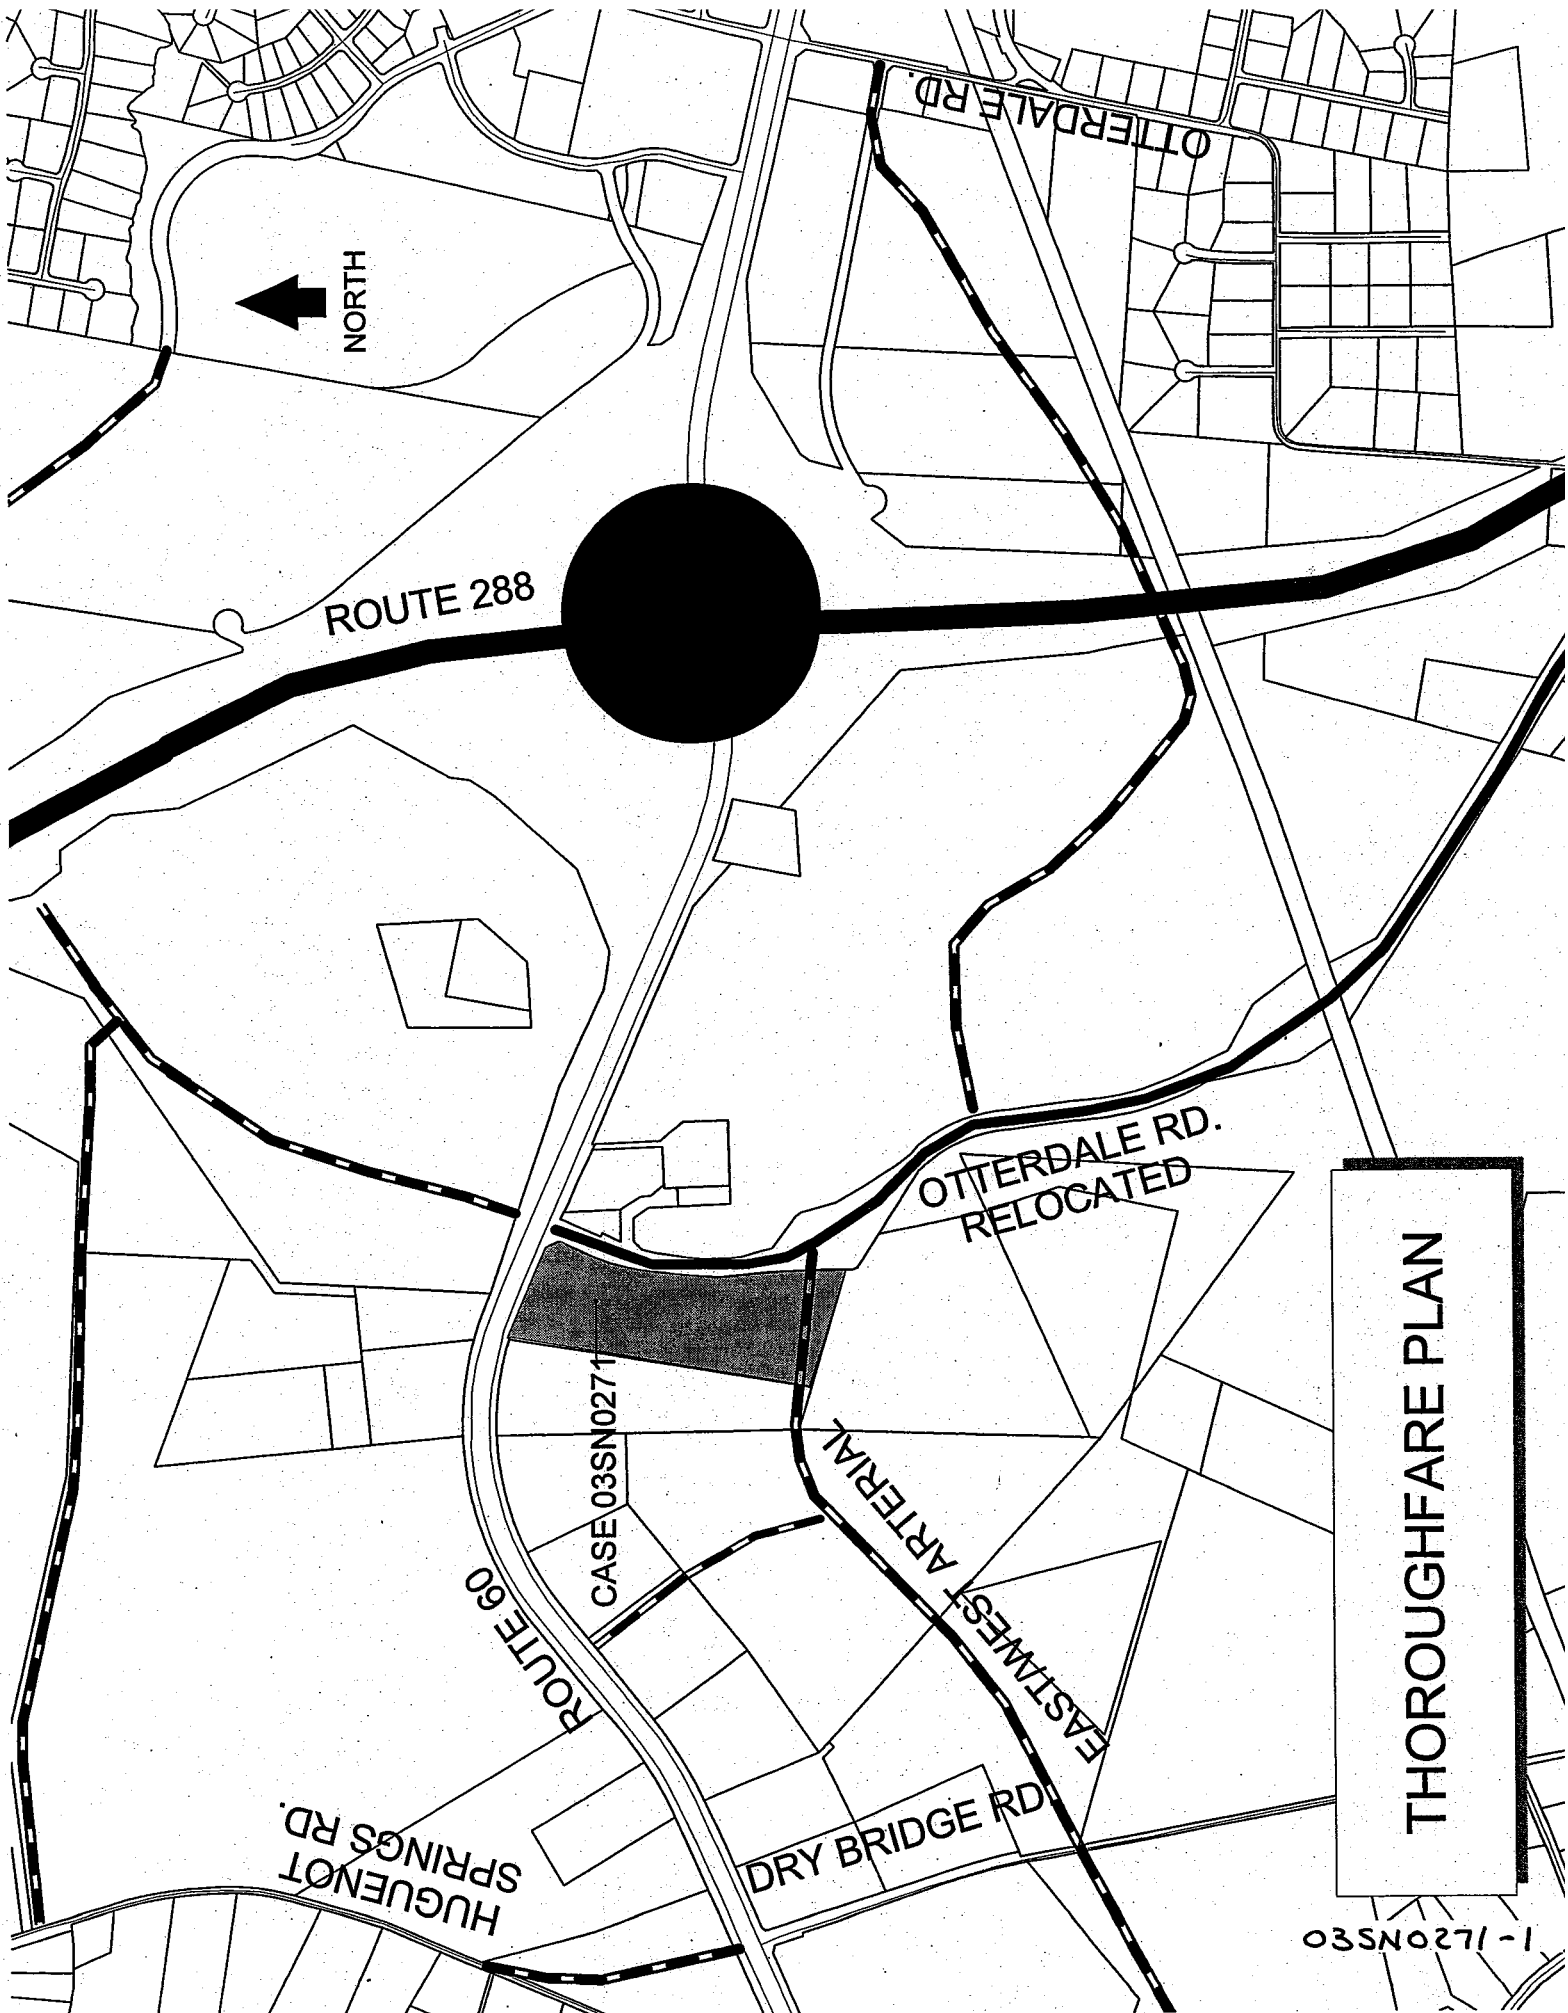 OTTERDALE RD.
NORTH
ROUTE 288
OTTERDALE RD.
RELOCATED
CASE 03SN0271
ROUTE 60
EAST/WEST ARTERIAL
HUGUENOT
SPRINGS RD.
DRY BRIDGE RD
THOROUGHFARE PLAN
03SN0271-1